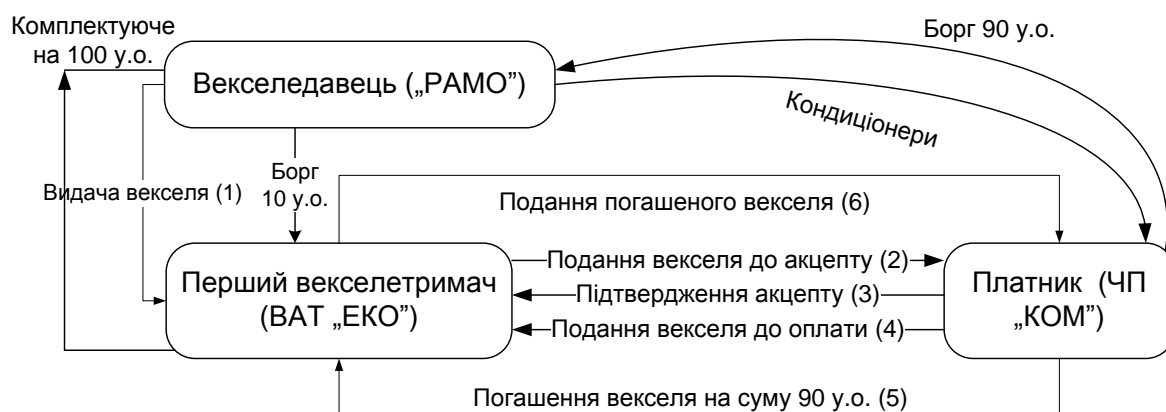 Комплектуюче
на 100 у.о.
Борг 90 у.о.
Векселедавець („РАМО”)
Кондиціонери
Видача векселя (1)
Борг
10 у.о.
Подання погашеного векселя (6)
Перший векселетримач
(ВАТ „ЕКО”)
Подання векселя до акцепту (2)
Підтвердження акцепту (3)
Подання векселя до оплати (4)
Платник (ЧП
„КОМ”)
Погашення векселя на суму 90 у.о. (5)